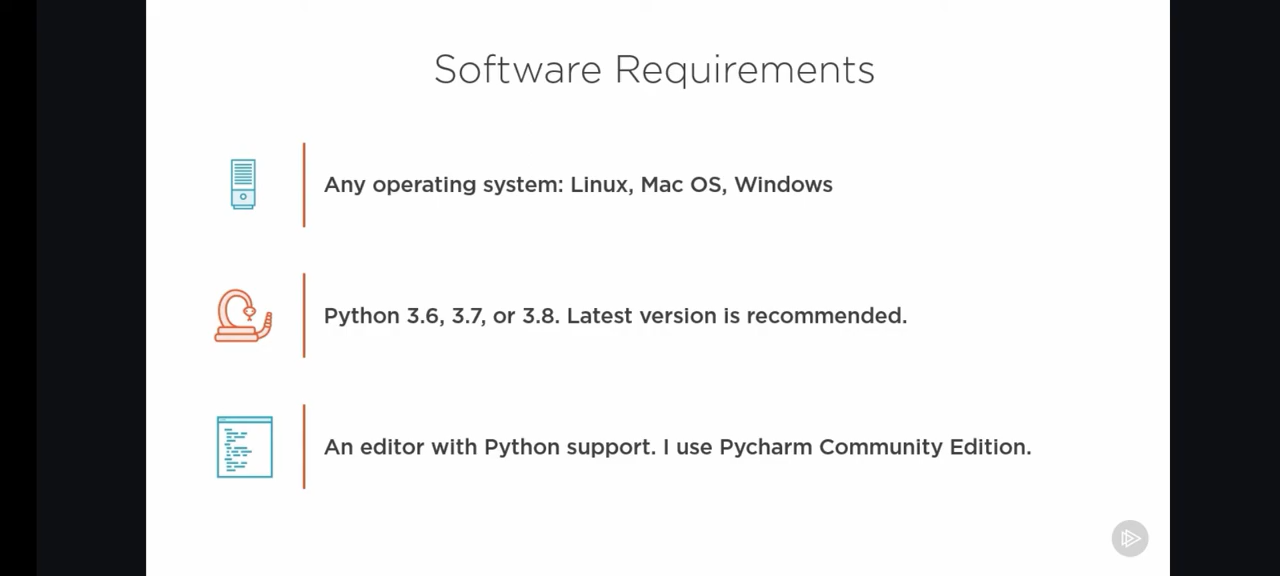 Software Requirements
Any operating system: Linux, Mac OS, Windows
Python 3.6, 3.7, or 3.8. Latest version is recommended.
An editor with Python support. I use Pycharm Community Edition.